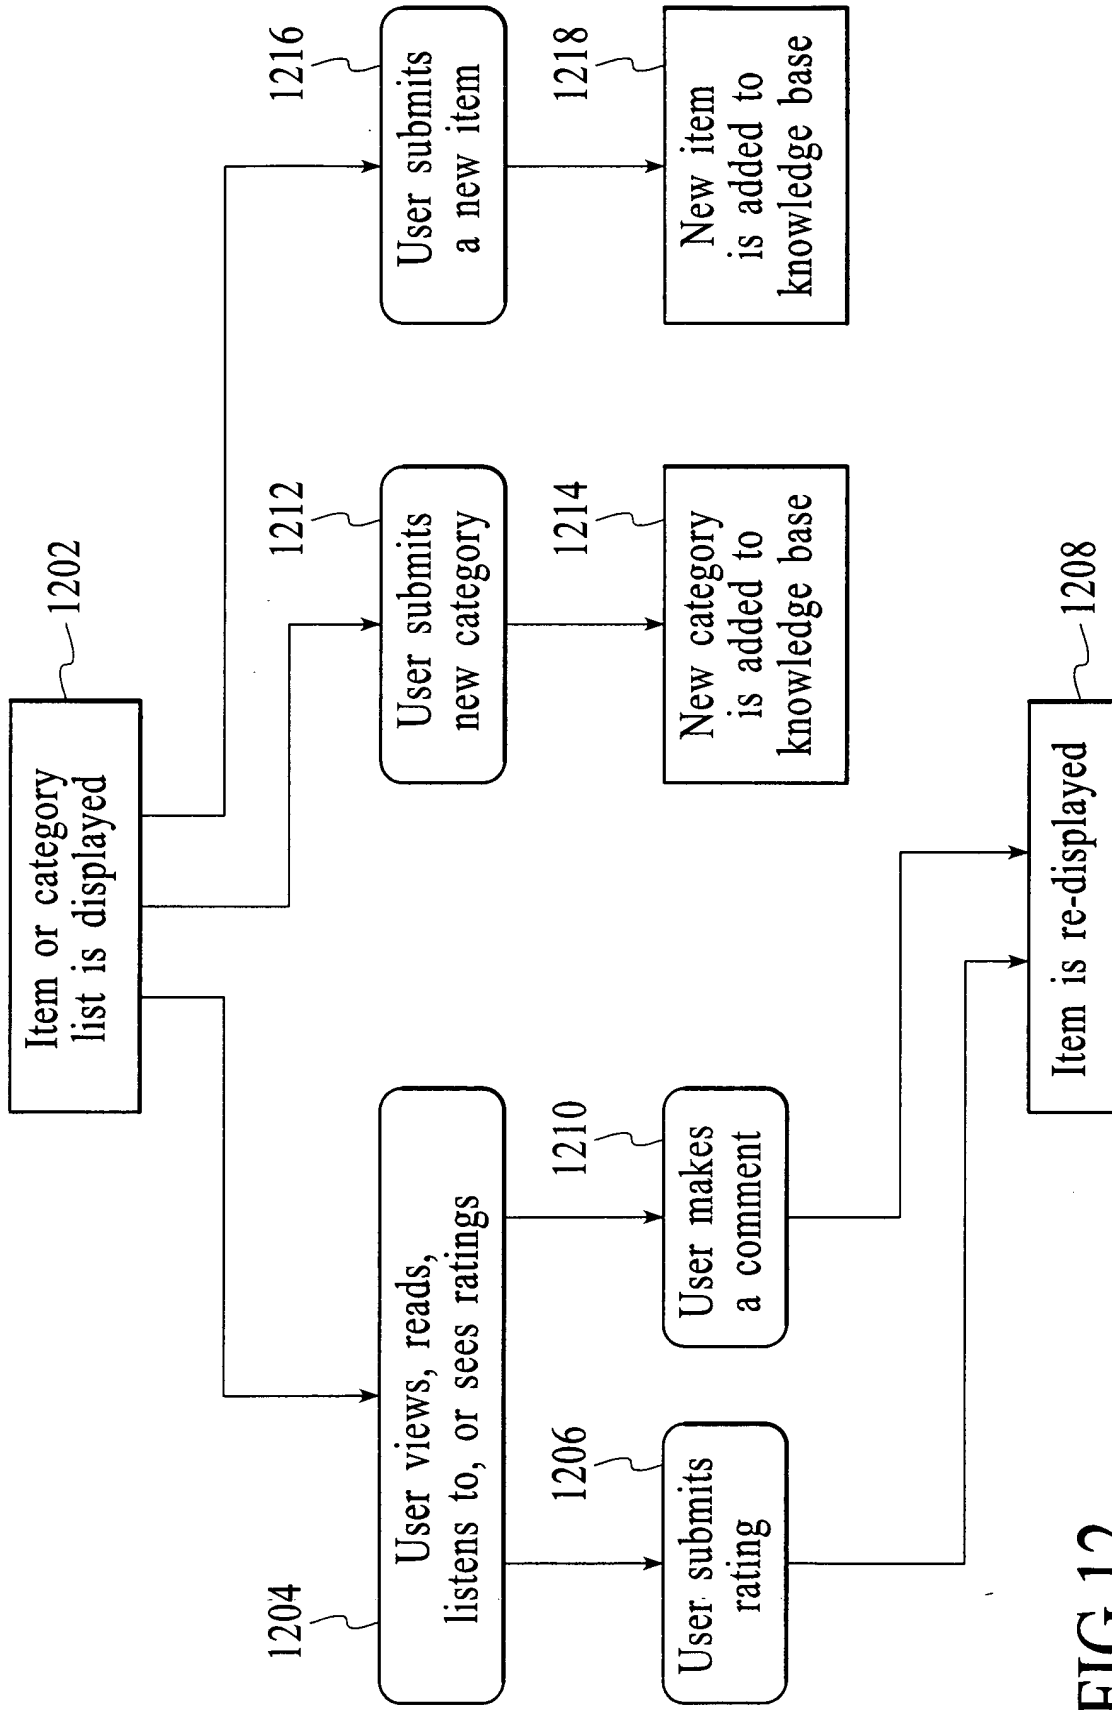 Item or category
list is displayed
1202
1204
User views, reads,
listens to, or sees ratings
1212
User submits
new category
1216
User submits
a new item
1206
User submits
rating
1210
User makes
a comment
1214
New category
is added to
knowledge base
1218
New item
is added to
knowledge base
1208
Item is re-displayed
FIG.12